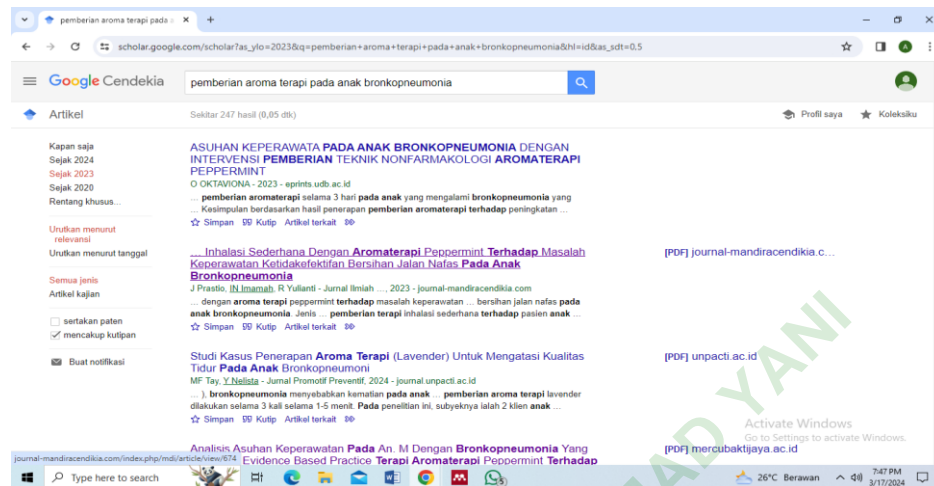 pemberian aroma terapi pada a
scholar.google.com/scholar?as_ylo=2023&q=pemberian+aroma+terapi+pada+anak+bronkopneumonia&hl=id&as_sdt=0.5
A
Google Cendekia
pemberian aroma terapi pada anak bronkopneumonia
Artikel
Sekitar 247 hasil (0,05 dtk)
Profil saya
Koleksiku
Kapan saja
Sejak 2024
Sejak 2023
Sejak 2020
Rentang khusus...
Urutkan menurut
relevansi
Urutkan menurut tanggal
Semua jenis
Artikel kajian
sertakan paten
mencakup kutipan
Buat notifikasi
ASUHAN KEPERAWATA PADA ANAK BRONKOPNEUMONIA DENGAN
INTERVENSI PEMBERIAN TEKNIK NONFARMAKOLOGI AROMATERAPI
PEPPERMINT
O OKTAVIONA - 2023 - eprints.udb.ac.id
... pemberian aromaterapi selama 3 hari pada anak yang mengalami bronkopneumonia yang
... Kesimpulan berdasarkan hasil penerapan pemberian aromaterapi terhadap peningkatan ...
Simpan Kutip Artikel terkait
... Inhalasi Sederhana Dengan Aromaterapi Peppermint Terhadap Masalah
Keperawatan Ketidakefektifan Bersihan Jalan Nafas Pada Anak
Bronkopneumonia
J Prastio, IN Imamah, R Yulianti - Jurnal Ilmiah ..., 2023 - journal-mandiracendikia.com
... dengan aroma terapi peppermint terhadap masalah keperawatan ... bersihan jalan nafas pada
anak bronkopneumonia. Jenis ... pemberian terapi inhalasi sederhana terhadap pasien anak ...
Simpan Kutip Artikel terkait
[PDF] journal-mandiracendikia.c...
Studi Kasus Penerapan Aroma Terapi (Lavender) Untuk Mengatasi Kualitas
Tidur Pada Anak Bronkopneumoni
MF Tay, Y Nelista - Jurnal Promotif Preventif, 2024 - journal.unpacti.ac.id
... ), bronkopneumonia menyebabkan kematian pada anak ... pemberian aroma terapi lavender
dilakukan selama 3 kali selama 1-5 menit. Pada penelitian ini, subyeknya ialah 2 klien anak ...
Simpan Kutip Artikel terkait
[PDF] unpacti.ac.id
Analisis Asuhan Keperawatan Pada An. M Dengan Bronkopneumonia Yang
Evidence Based Practice Terapi Aromaterapi Peppermint Terhadap
[PDF] mercubaktijaya.ac.id
journal-mandiracendikia.com/index.php/mdi/article/view/674
Activate Windows
Go to Settings to activate Windows.
AD YANI
Type here to search
26°C Berawan
7:47 PM
3/17/2024